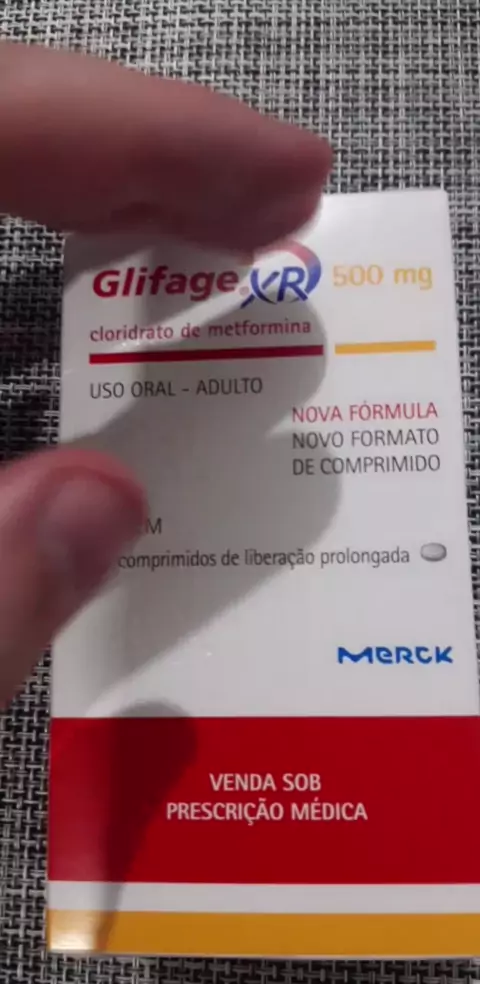 Glifage XR 500 mg
cloridrato de metformina
USO ORAL - ADULTO
NOVA FÓRMULA
NOVO FORMATO
DE COMPRIMIDO
comprimidos de liberação prolongada
MERCK
VENDA SOB
PRESCRIÇÃO MÉDICA